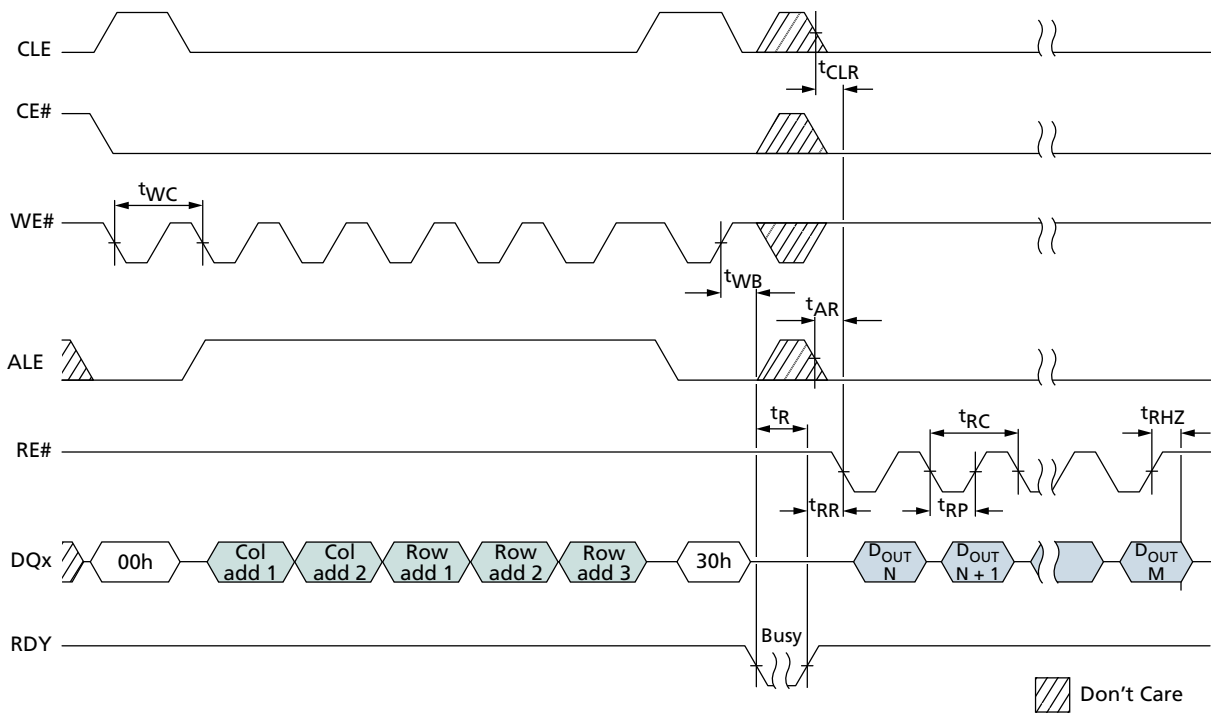 CLE
tCLR
CE#
tWC
WE#
tWB
tAR
ALE
tR
tRC
tRHZ
RE#
tRR
tRP
DQx
00h
Col
add 1
Col
add 2
Row
add 1
Row
add 2
Row
add 3
30h
DOUT
N
DOUT
N + 1
DOUT
M
RDY
Busy
Don't Care